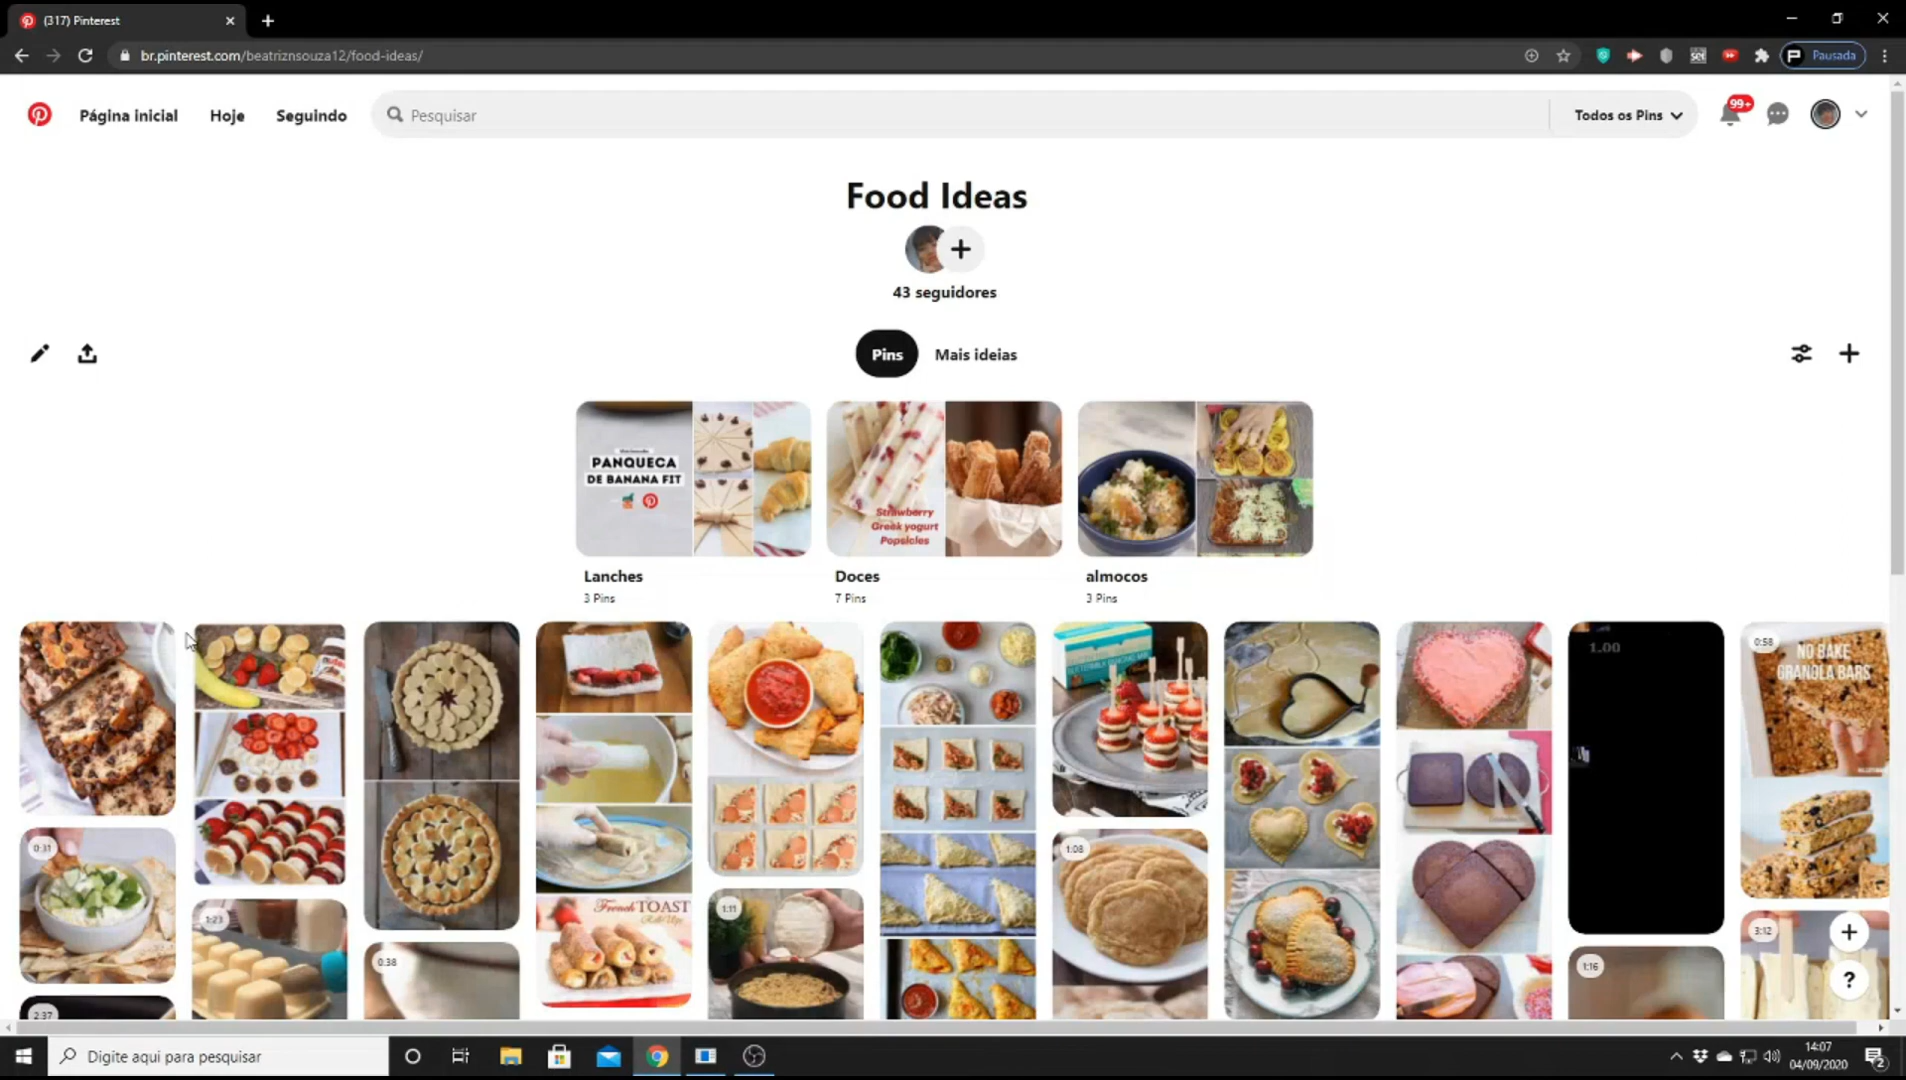 (317) Pinterest
br.pinterest.com/beatriznsouza12/food-ideas/
Pausada
Página inicial
Hoje
Seguindo
Pesquisar
Todos os Pins
99+
Food Ideas
43 seguidores
Pins
Mais ideias
PANQUECA
DE BANANA FIT
Strawberry
Greek yogurt
Popsicles
Lanches
3 Pins
Doces
7 Pins
almocos
3 Pins
1.00
0:58
NO BAKE
GRANOLA BARS
0:31
1:23
0:38
French TOAST
1:11
1:08
1:16
3:12
?
2:37
Digite aqui para pesquisar
14:07
04/09/2020
2